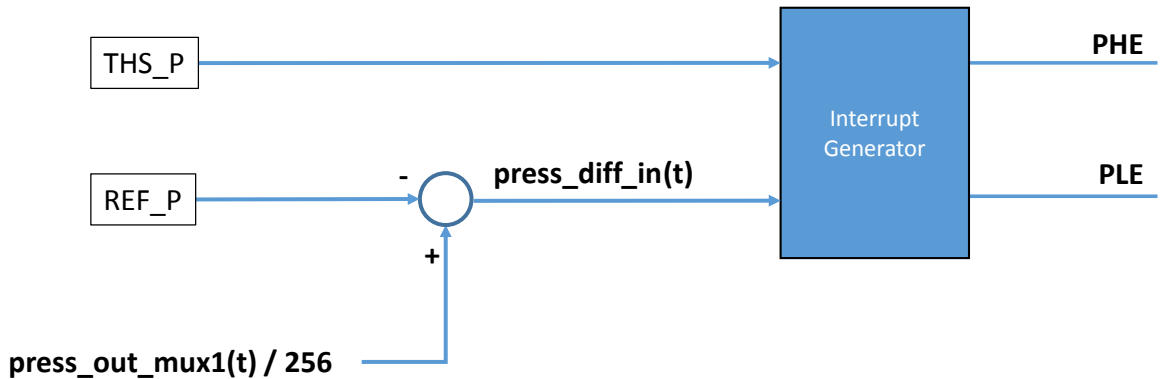 THS_P
PHE
Interrupt
Generator
REF_P
-
press_diff_in(t)
PLE
+
press_out_mux1(t) / 256